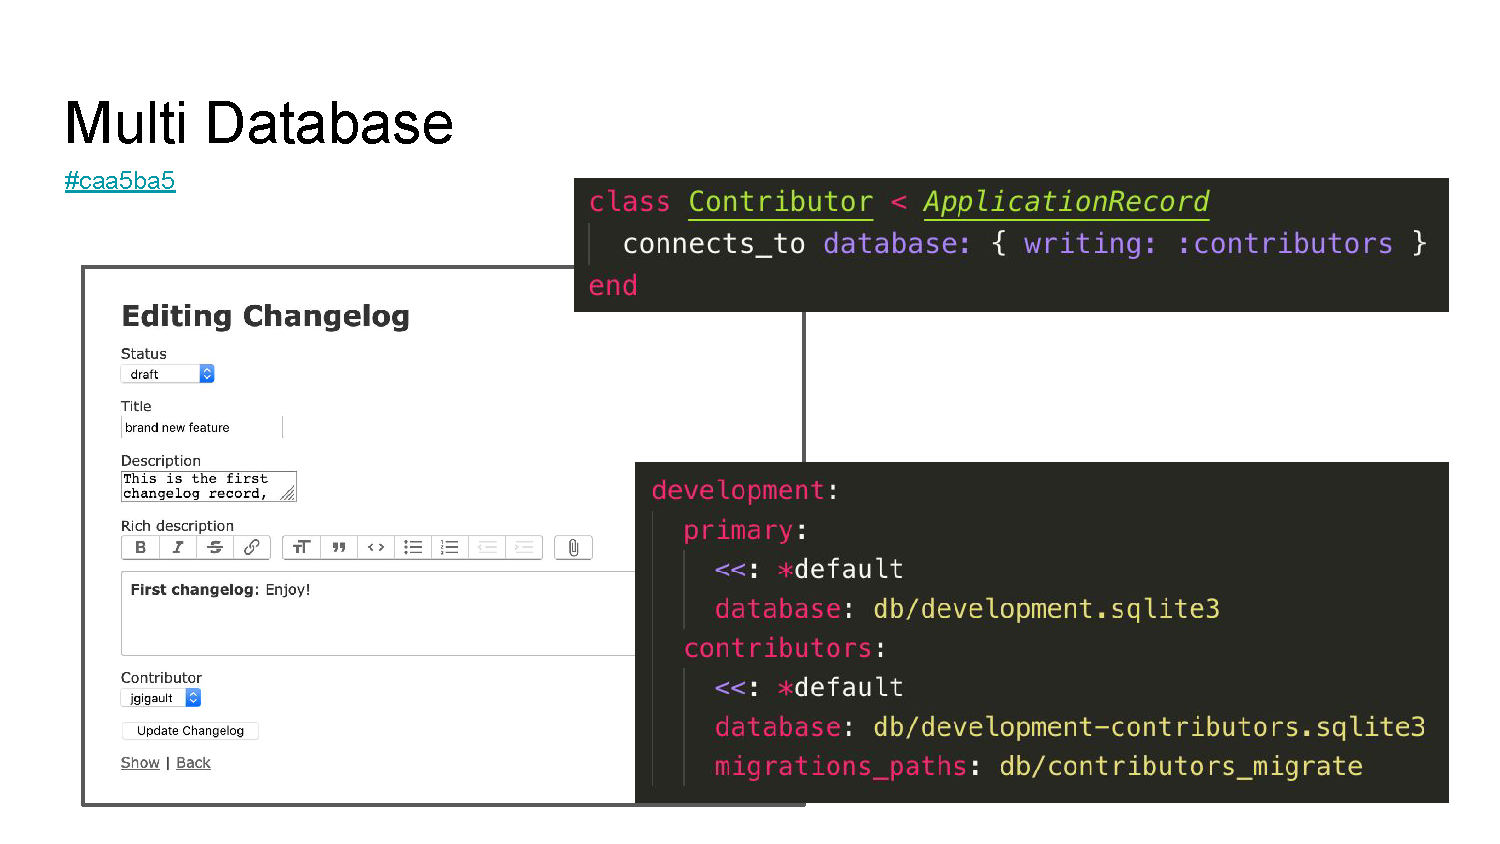 Multi Database
#caa5ba5
class Contributor < ApplicationRecord
connects_to database: { writing: :contributors }
end
Editing Changelog
Status
draft
Title
brand new feature
Description
This is the first
changelog record,
Rich description
First changelog: Enjoy!
Contributor
jgigault
Update Changelog
Show | Back
development:
primary:
<<: *default
database: db/development.sqlite3
contributors:
<<: *default
database: db/development-contributors.sqlite3
migrations_paths: db/contributors_migrate